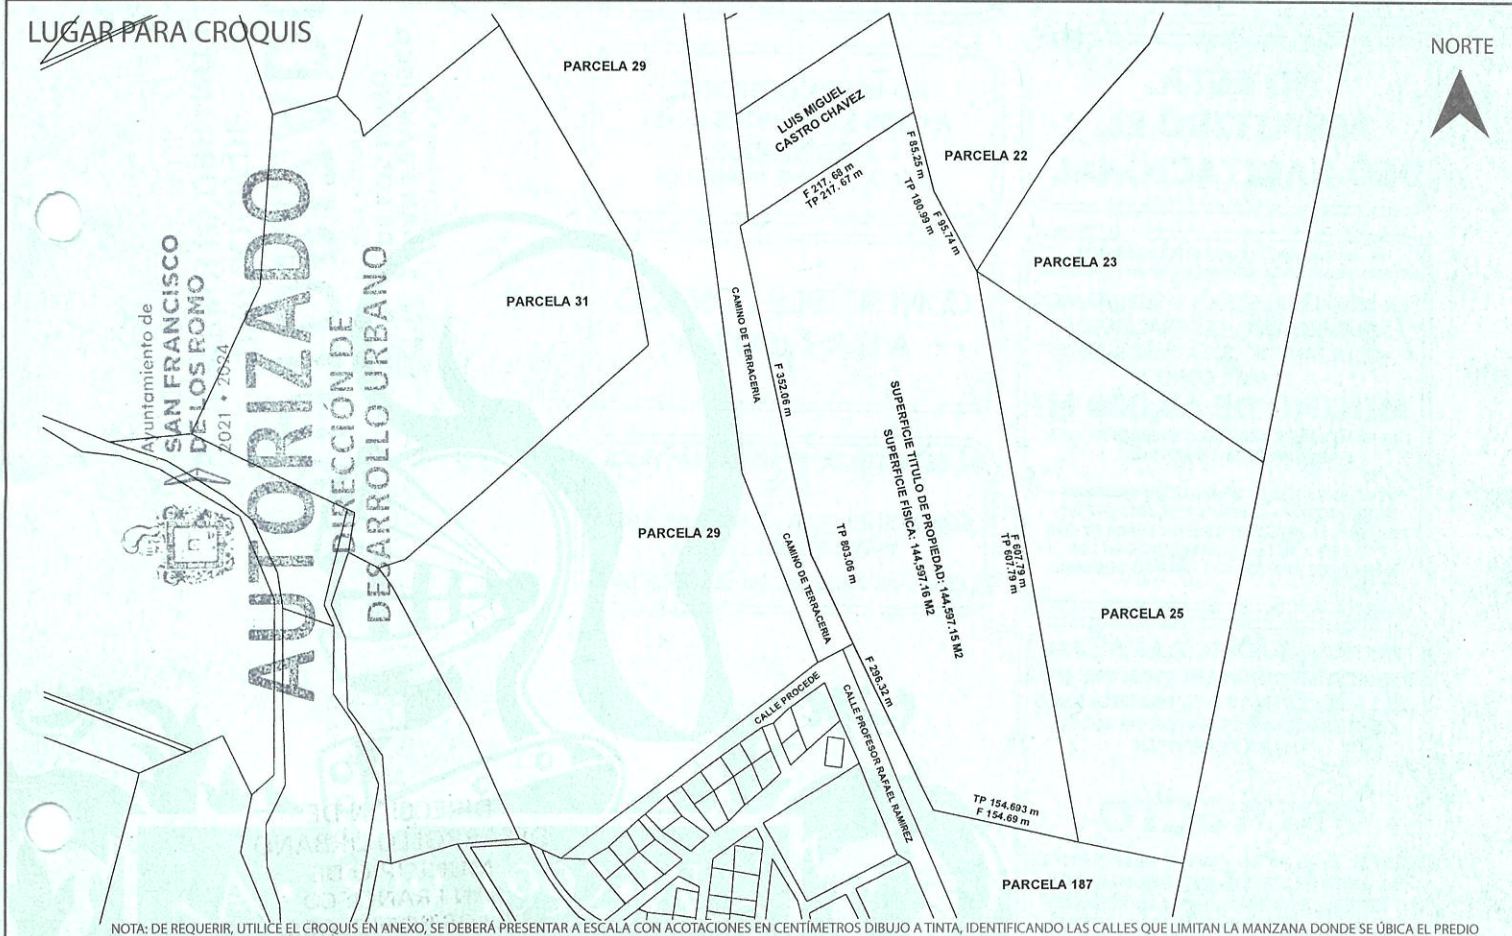 LUGAR PARA CROQUIS
NORTE
PARCELA 29
LUIS MIGUEL
CASTRO CHAVEZ
F 217. 68 m
TP 217. 67 m
F 85.25 m
TP 180.99 m
F 95.74 m
PARCELA 22
PARCELA 23
PARCELA 31
Ayuntamiento de
SAN FRANCISCO
DE LOS ROMO
2021 • 2024
AUTORIZADO
DIRECCIÓN DE
DESARROLLO URBANO
CAMINO DE TERRACERIA
F 352.06 m
SUPERFICIE TITULO DE PROPIEDAD: 144,597.15 M2
SUPERFICIE FÍSICA: 144,597.16 M2
PARCELA 29
CAMINO DE TERRACERIA
TP 803.06 m
F 607.79 m
TP 607.79 m
PARCELA 25
CALLE PROCEDE
CALLE PROFESOR RAFAEL RAMIREZ
F 296.32 m
TP 154.693 m
F 154.69 m
PARCELA 187
NOTA: DE REQUERIR, UTILICE EL CROQUIS EN ANEXO, SE DEBERÁ PRESENTAR A ESCALA CON ACOTACIONES EN CENTÍMETROS DIBUJO A TINTA, IDENTIFICANDO LAS CALLES QUE LIMITAN LA MANZANA DONDE SE ÚBICA EL PREDIO